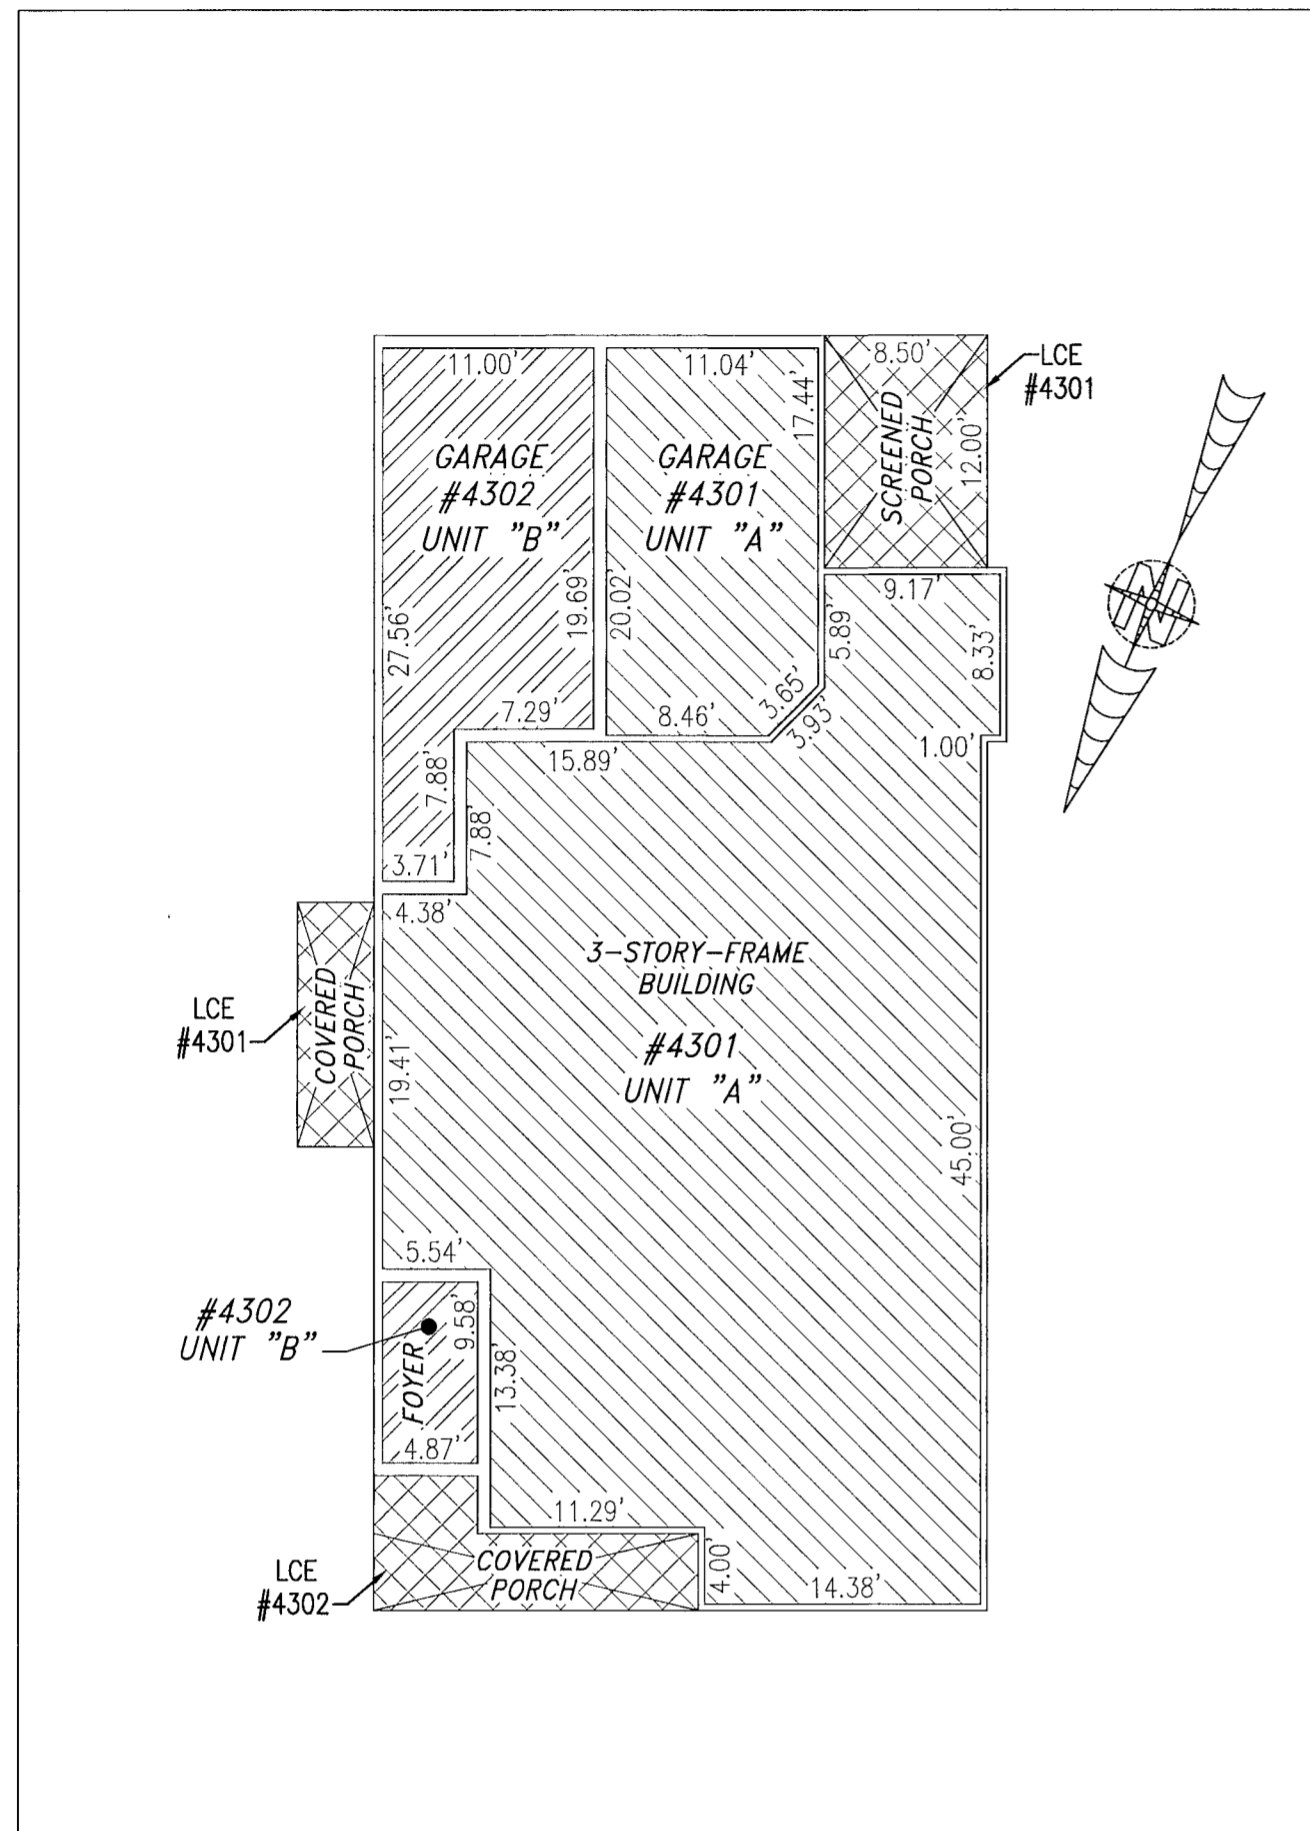 11.00'
11.04'
8.50'
LCE
#4301
17.44'
SCREENED
PORCH
12.00'
GARAGE
#4302
UNIT "B"
GARAGE
#4301
UNIT "A"
27.56'
19.69'
20.02'
9.17'
5.89'
8.33'
N
7.29'
8.46'
3.65'
3.93'
1.00'
15.89'
7.88'
7.88'
3.71'
4.38'
3-STORY-FRAME
BUILDING
#4301
UNIT "A"
LCE
#4301
COVERED
PORCH
19.41'
45.00'
5.54'
#4302
UNIT "B"
9.58'
FOYER
13.38'
4.87'
11.29'
COVERED
PORCH
4.00'
14.38'
LCE
#4302